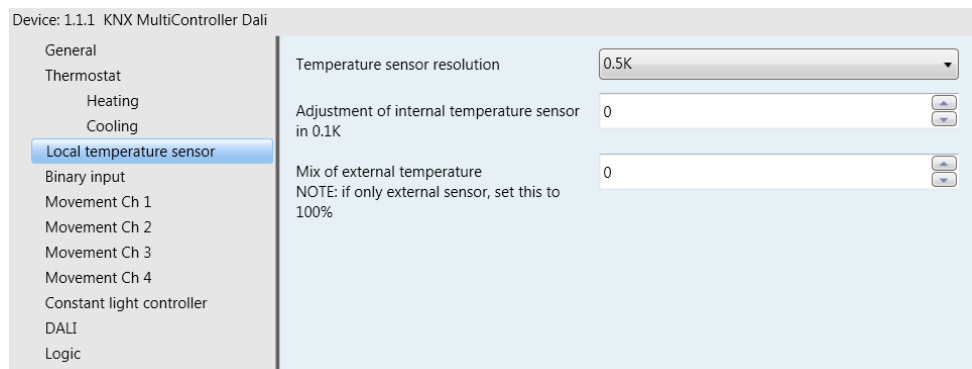 Device: 1.1.1 KNX MultiController Dali
General
Thermostat
Heating
Cooling
Local temperature sensor
Binary input
Movement Ch 1
Movement Ch 2
Movement Ch 3
Movement Ch 4
Constant light controller
DALI
Logic
Temperature sensor resolution
0.5K
Adjustment of internal temperature sensor
in 0.1K
0
Mix of external temperature
NOTE: if only external sensor, set this to
100%
0